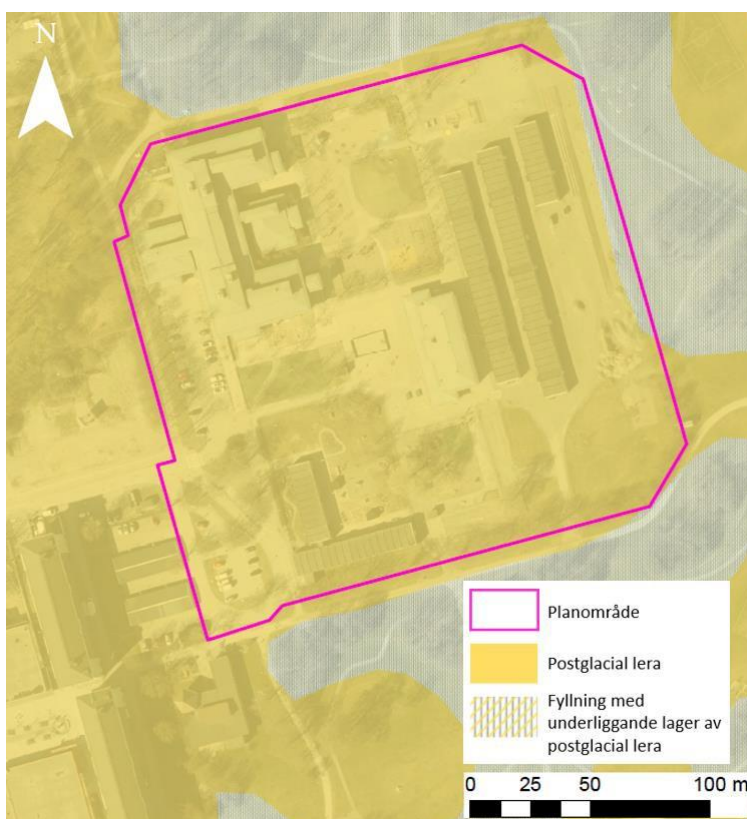 N
Planområde
Postglacial lera
Fyllning med
underliggande lager av
postglacial lera
0 25 50 100 m